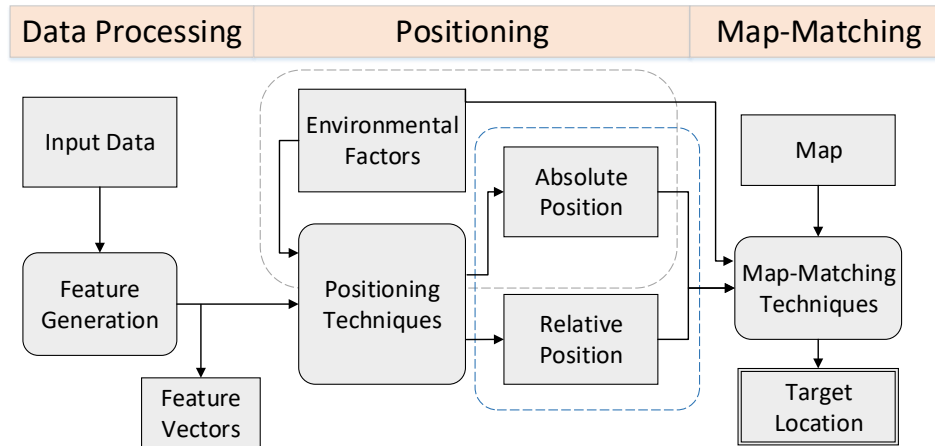 Data Processing
Positioning
Map-Matching
Input Data
Feature
Generation
Feature
Vectors
Environmental
Factors
Positioning
Techniques
Absolute
Position
Relative
Position
Map
Map-Matching
Techniques
Target
Location